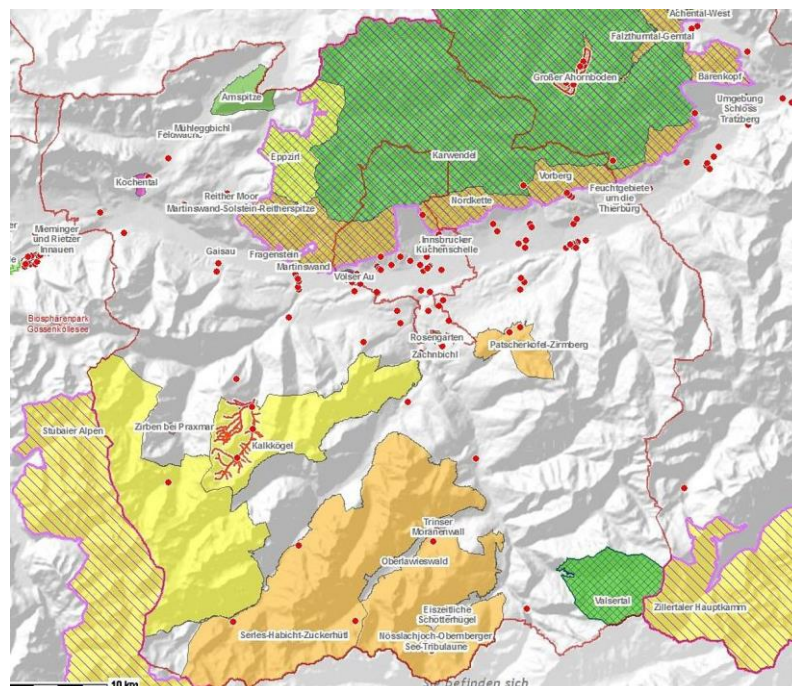 Achental-West
Falzthurntal-Gerntal
Großer Ahornboden
Bärenkopf
Arnspitze
Umgebung
Schloss
Tratzberg
Mühleggbichl
Eppzirl
Karwendel
Kochental
Vorberg
Reither Moor
Martinswand-Solstein-Reitherspitze
Nordkette
Feuchtgebiete
um die
Thierburg
Mieminger
und Rietzer
Innauen
Gaisau
Fragenstein
Martinswand
Innsbrucker
Küchenschelle
Völser Au
Biosphärenpark
Gossenköllesee
Rosengarten
Zachnbichl
Patscherkofel-Zirmberg
Stubaier Alpen
Zirben bei Praxmar
Kalkkögel
Trinser
Moränenwall
Oberlawieswald
Eiszeitliche
Schotterhügel
Valsertal
Zillertaler Hauptkamm
Serles-Habicht-Zuckerhütl
Nösslachjoch-Obernberger
See-Tribulaune
10 km
Sie befinden sich